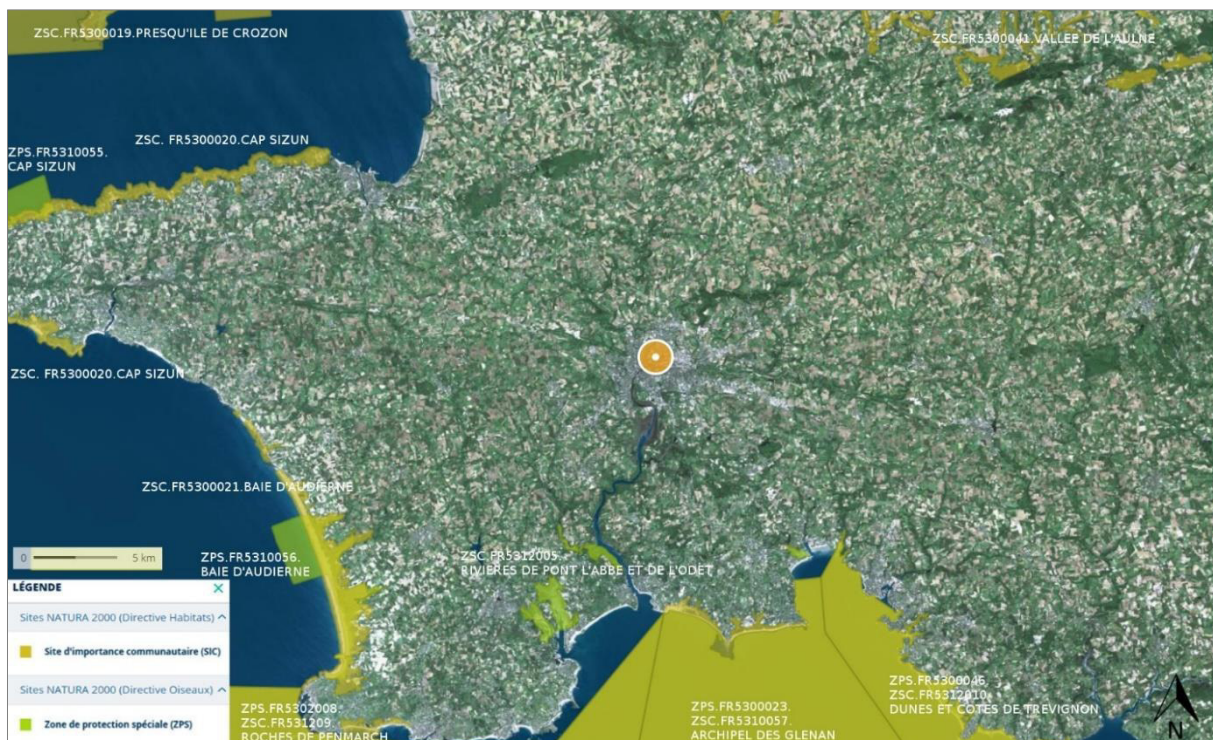 ZSC.FR5300019.PRESQU'ILE DE CROZON
ZSC.FR5300041.VALLEE DE L'AULNE
ZSC. FR5300020.CAP SIZUN
ZPS.FR5310055.
CAP SIZUN
ZSC. FR5300020.CAP SIZUN
ZSC.FR5300021.BAIE D'AUDIERNE
ZPS.FR5310056.
BAIE D'AUDIERNE
ZSC.FR5312005.
RIVIERES DE PONT L'ABBE ET DE L'ODET
0 5 km
LÉGENDE
Sites NATURA 2000 (Directive Habitats)
Site d'importance communautaire (SIC)
Sites NATURA 2000 (Directive Oiseaux)
Zone de protection spéciale (ZPS)
ZPS.FR5302008.
ZSC.FR531209.
ROCHES DE PENMARCH
ZPS.FR5300023.
ZSC.FR5310057.
ARCHIPEL DES GLENAN
ZPS.FR5300046.
ZSC.FR5312010.
DUNES ET COTES DE TREVIGNON
N